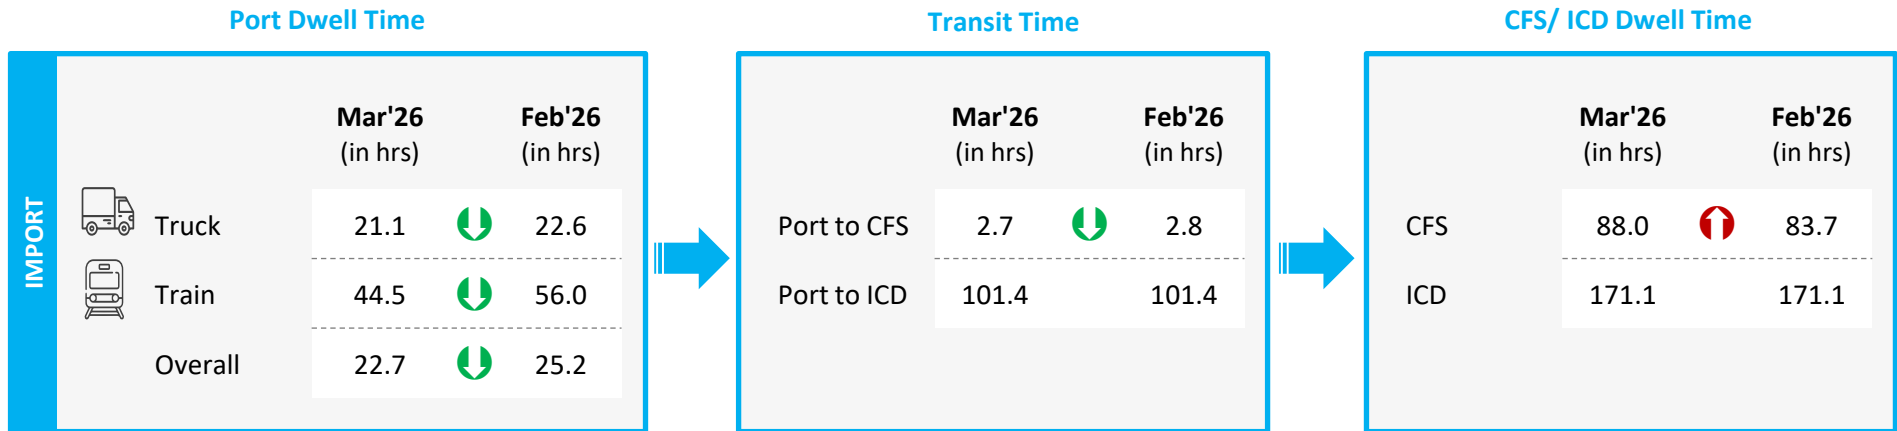 Port Dwell Time
Transit Time
CFS/ ICD Dwell Time
IMPORT
Mar'26 Feb'26
(in hrs) (in hrs)
Truck 21.1 22.6
Train 44.5 56.0
Overall 22.7 25.2
Mar'26 Feb'26
(in hrs) (in hrs)
Port to CFS 2.7 2.8
Port to ICD 101.4 101.4
Mar'26 Feb'26
(in hrs) (in hrs)
CFS 88.0 83.7
ICD 171.1 171.1